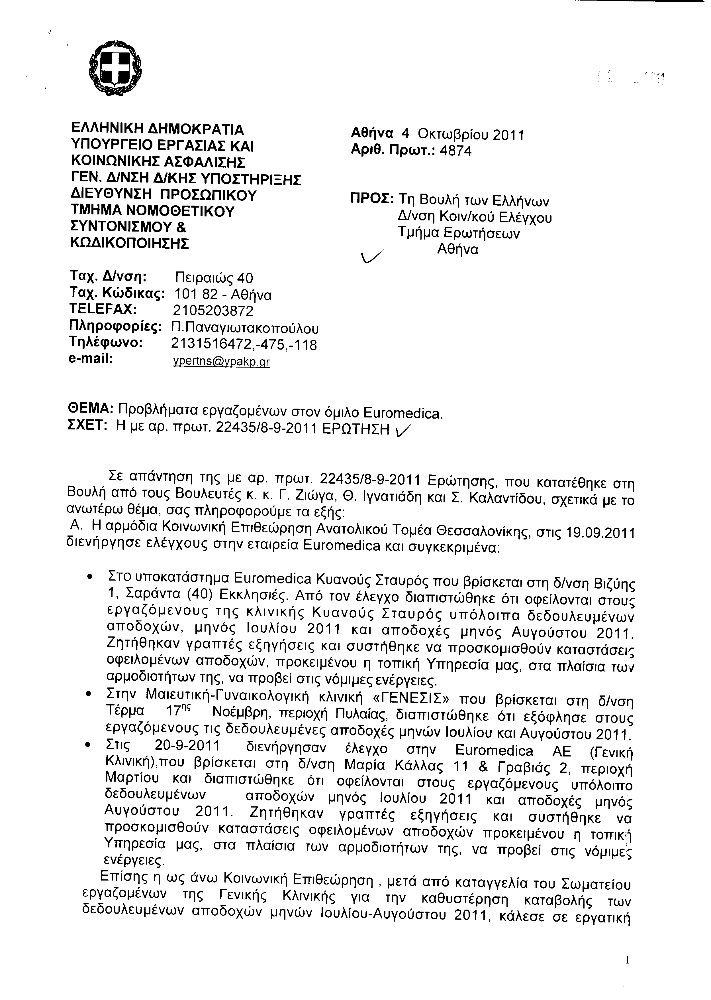 ΕΛΛΗΝΙΚΗ ΔΗΜΟΚΡΑΤΙΑ
ΥΠΟΥΡΓΕΙΟ ΕΡΓΑΣΙΑΣ ΚΑΙ
ΚΟΙΝΩΝΙΚΗΣ ΑΣΦΑΛΙΣΗΣ
ΓΕΝ. Δ/ΝΣΗ Δ/ΚΗΣ ΥΠΟΣΤΗΡΙΞΗΣ
ΔΙΕΥΘΥΝΣΗ ΠΡΟΣΩΠΙΚΟΥ
ΤΜΗΜΑ ΝΟΜΟΘΕΤΙΚΟΥ
ΣΥΝΤΟΝΙΣΜΟΥ &
ΚΩΔΙΚΟΠΟΙΗΣΗΣ
Αθήνα 4 Οκτωβρίου 2011
Αριθ. Πρωτ.: 4874
ΠΡΟΣ: Τη Βουλή των Ελλήνων
Δ/νση Κοιν/κού Ελέγχου
Τμήμα Ερωτήσεων
Αθήνα
Ταχ. Δ/νση: Πειραιώς 40
Ταχ. Κώδικας: 101 82 - Αθήνα
TELEFAX: 2105203872
Πληροφορίες: Π.Παναγιωτακοπούλου
Τηλέφωνο: 2131516472,-475,-118
e-mail: ypertns@ypakp.gr
ΘΕΜΑ: Προβλήματα εργαζομένων στον όμιλο Euromedica.
ΣΧΕΤ: Η με αρ. πρωτ. 22435/8-9-2011 ΕΡΩΤΗΣΗ
Σε απάντηση της με αρ. πρωτ. 22435/8-9-2011 Ερώτησης, που κατατέθηκε στη
Βουλή από τους Βουλευτές κ. κ. Γ. Ζιώγα, Θ. Ιγνατιάδη και Σ. Καλαντίδου, σχετικά με το
ανωτέρω θέμα, σας πληροφορούμε τα εξής:
Α. Η αρμόδια Κοινωνική Επιθεώρηση Ανατολικού Τομέα Θεσσαλονίκης, στις 19.09.2011
διενήργησε ελέγχους στην εταιρεία Euromedica και συγκεκριμένα:
• Στο υποκατάστημα Euromedica Κυανούς Σταυρός που βρίσκεται στη δ/νση Βιζύης
1, Σαράντα (40) Εκκλησιές. Από τον έλεγχο διαπιστώθηκε ότι οφείλονται στους
εργαζόμενους της κλινικής Κυανούς Σταυρός υπόλοιπα δεδουλευμένων
αποδοχών, μηνός Ιουλίου 2011 και αποδοχές μηνός Αυγούστου 2011.
Ζητήθηκαν γραπτές εξηγήσεις και συστήθηκε να προσκομισθούν καταστάσεις
οφειλομένων αποδοχών, προκειμένου η τοπική Υπηρεσία μας, στα πλαίσια των
αρμοδιοτήτων της, να προβεί στις νόμιμες ενέργειες.
• Στην Μαιευτική-Γυναικολογική κλινική «ΓΕΝΕΣΙΣ» που βρίσκεται στη δ/νση
Τέρμα 17ης Νοέμβρη, περιοχή Πυλαίας, διαπιστώθηκε ότι εξόφλησε στους
εργαζόμενους τις δεδουλευμένες αποδοχές μηνών Ιουλίου και Αυγούστου 2011.
• Στις 20-9-2011 διενήργησαν έλεγχο στην Euromedica ΑΕ (Γενική
Κλινική),που βρίσκεται στη δ/νση Μαρία Κάλλας 11 & Γραβιάς 2, περιοχή
Μαρτίου και διαπιστώθηκε ότι οφείλονται στους εργαζόμενους υπόλοιπο
δεδουλευμένων αποδοχών μηνός Ιουλίου 2011 και αποδοχές μηνός
Αυγούστου 2011. Ζητήθηκαν γραπτές εξηγήσεις και συστήθηκε να
προσκομισθούν καταστάσεις οφειλομένων αποδοχών προκειμένου η τοπική
Υπηρεσία μας, στα πλαίσια των αρμοδιοτήτων της, να προβεί στις νόμιμες
ενέργειες.
Επίσης η ως άνω Κοινωνική Επιθεώρηση , μετά από καταγγελία του Σωματείου
εργαζομένων της Γενικής Κλινικής για την καθυστέρηση καταβολής των
δεδουλευμένων αποδοχών μηνών Ιουλίου-Αυγούστου 2011, κάλεσε σε εργατική
1